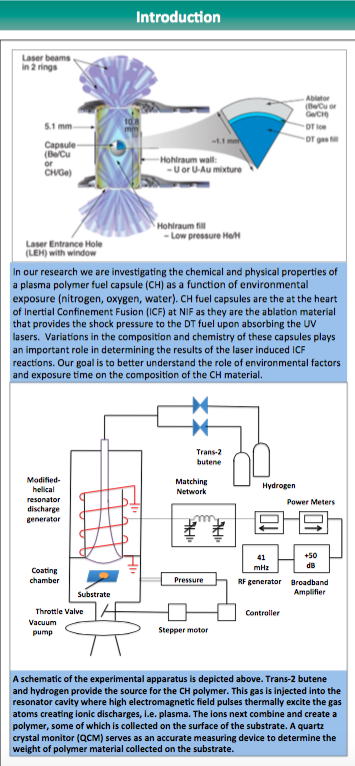 Introduction
Laser beams
in 2 rings
Ablator
(Be/Cu or
Ge/CH)
10.8
mm
5.1 mm
DT Ice
~1.1 mm
DT gas fill
Capsule
(Be/Cu
or
CH/Ge)
Hohlraum wall:
- U or U-Au mixture
Hohlraum fill
- Low pressure He/H
Laser Entrance Hole
(LEH) with window
In our research we are investigating the chemical and physical properties of
a plasma polymer fuel capsule (CH) as a function of environmental
exposure (nitrogen, oxygen, water). CH fuel capsules are the at the heart
of Inertial Confinement Fusion (ICF) at NIF as they are the ablation material
that provides the shock pressure to the DT fuel upon absorbing the UV
lasers. Variations in the composition and chemistry of these capsules plays
an important role in determining the results of the laser induced ICF
reactions. Our goal is to better understand the role of environmental factors
and exposure time on the composition of the CH material.
Trans-2
butene
Hydrogen
Modified-
helical
resonator
discharge
generator
Matching
Network
Power Meters
41
mHz
+50
dB
RF generator
Broadband
Amplifier
Coating
chamber
Substrate
Pressure
Throttle Valve
Controller
Vacuum
pump
Stepper motor
A schematic of the experimental apparatus is depicted above. Trans-2 butene
and hydrogen provide the source for the CH polymer. This gas is injected into the
resonator cavity where high electromagnetic field pulses thermally excite the gas
atoms creating ionic discharges, i.e. plasma. The ions next combine and create a
polymer, some of which is collected on the surface of the substrate. A quartz
crystal monitor (QCM) serves as an accurate measuring device to determine the
weight of polymer material collected on the substrate.